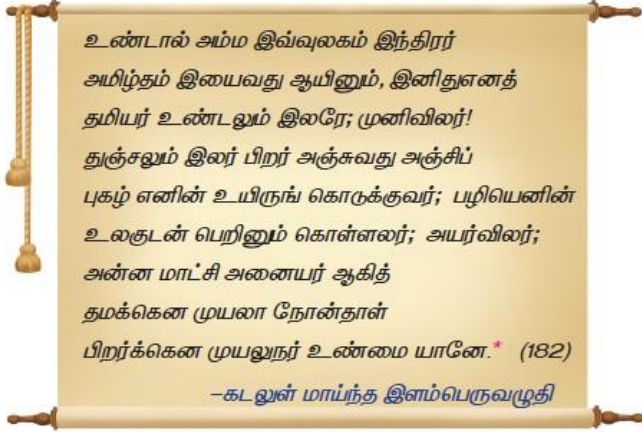 உண்டால் அம்ம இவ்வுலகம் இந்திரர்
அமிழ்தம் இயைவது ஆயினும், இனிதுஎனத்
தமியர் உண்டலும் இலரே; முனிவிலர்!
துஞ்சலும் இலர் பிறர் அஞ்சுவது அஞ்சிப்
புகழ் எனின் உயிருங் கொடுக்குவர்; பழியெனின்
உலகுடன் பெறினும் கொள்ளலர்; அயர்விலர்;
அன்ன மாட்சி அனையர் ஆகித்
தமக்கென முயலா நோன்தாள்
பிறர்க்கென முயலுநர் உண்மை யானே.* (182)
–கடலுள் மாய்ந்த இளம்பெருவழுதி